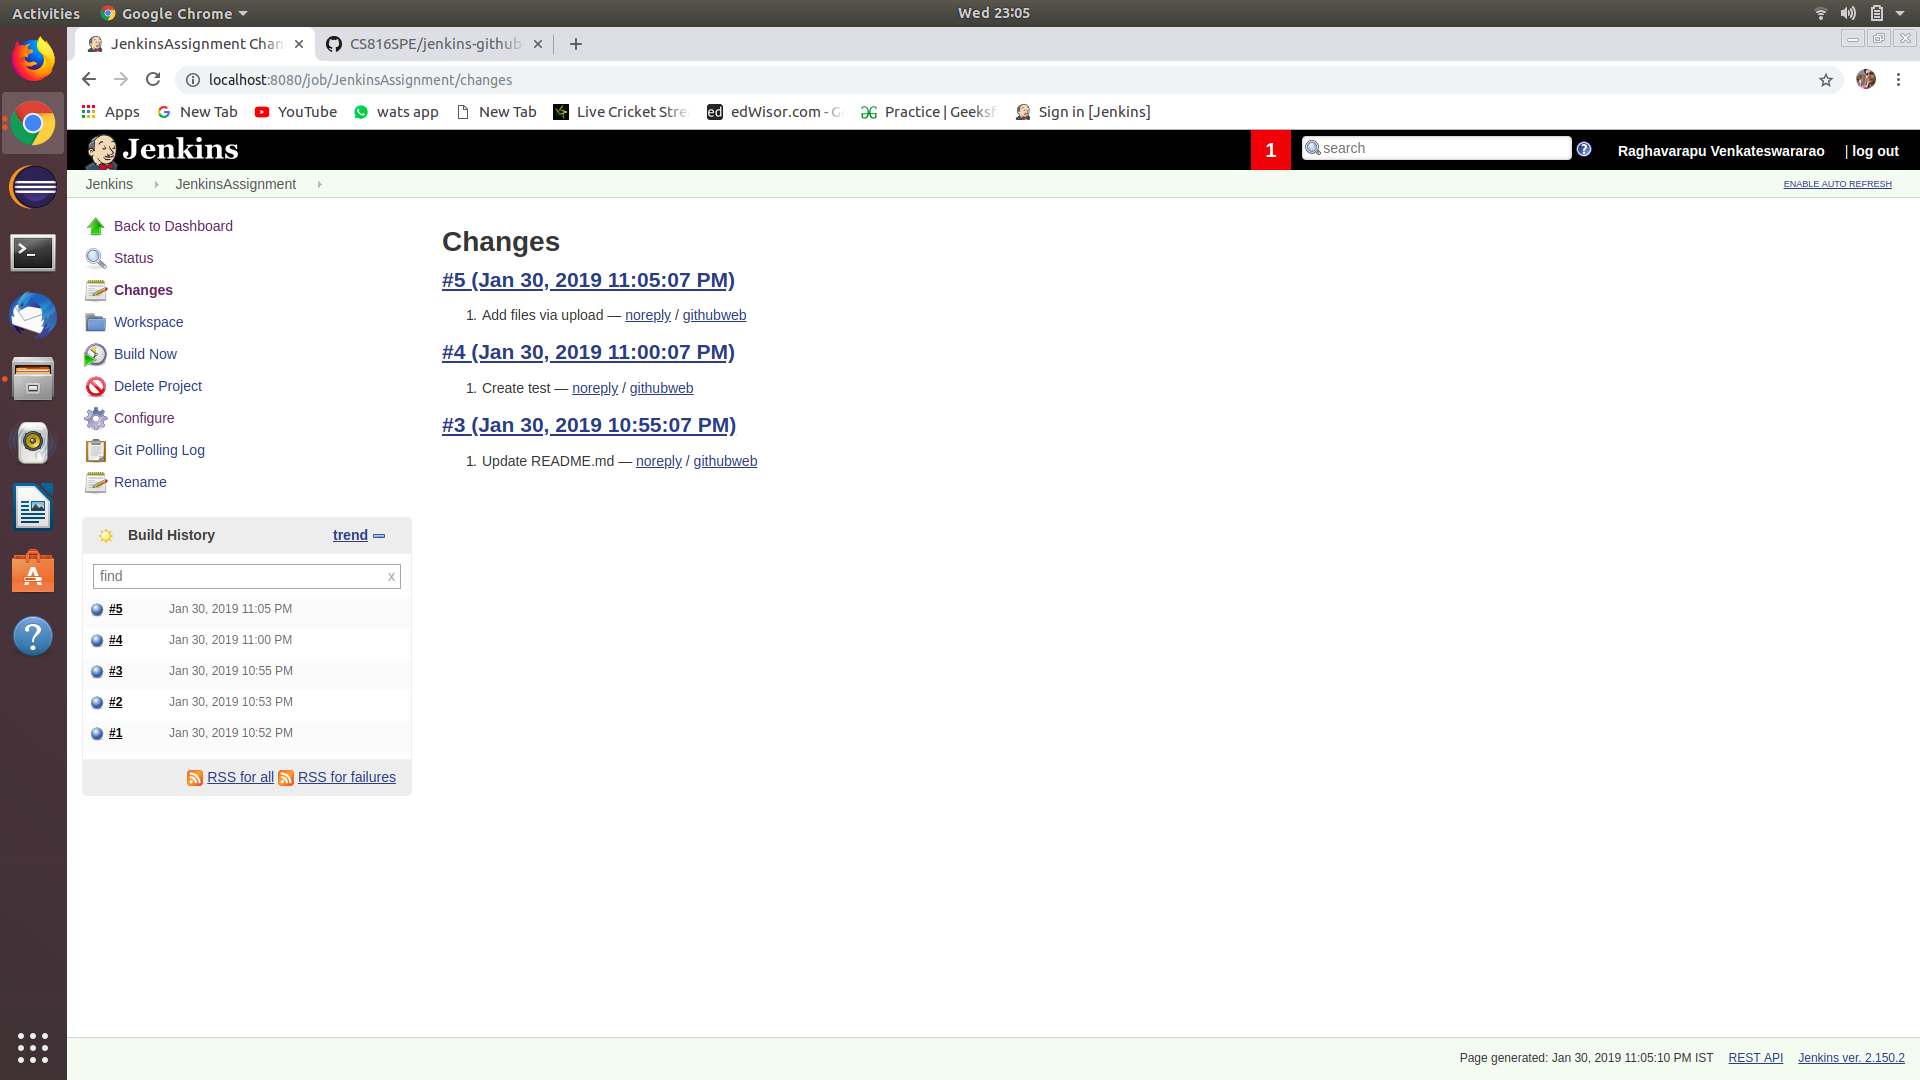 Activities Google Chrome Wed 23:05
JenkinsAssignment Chan CS816SPE/jenkins-github
localhost:8080/job/JenkinsAssignment/changes
Apps New Tab YouTube wats app New Tab Live Cricket Stre edWisor.com - G Practice | Geeksf Sign in [Jenkins]
Jenkins 1 search Raghavarapu Venkateswararao | log out
Jenkins JenkinsAssignment ENABLE AUTO REFRESH
Back to Dashboard
Status
Changes
Workspace
Build Now
Delete Project
Configure
Git Polling Log
Rename
Build History trend
find x
#5 Jan 30, 2019 11:05 PM
#4 Jan 30, 2019 11:00 PM
#3 Jan 30, 2019 10:55 PM
#2 Jan 30, 2019 10:53 PM
#1 Jan 30, 2019 10:52 PM
RSS for all RSS for failures
Changes
#5 (Jan 30, 2019 11:05:07 PM)
1. Add files via upload — noreply / githubweb
#4 (Jan 30, 2019 11:00:07 PM)
1. Create test — noreply / githubweb
#3 (Jan 30, 2019 10:55:07 PM)
1. Update README.md — noreply / githubweb
Page generated: Jan 30, 2019 11:05:10 PM IST REST API Jenkins ver. 2.150.2